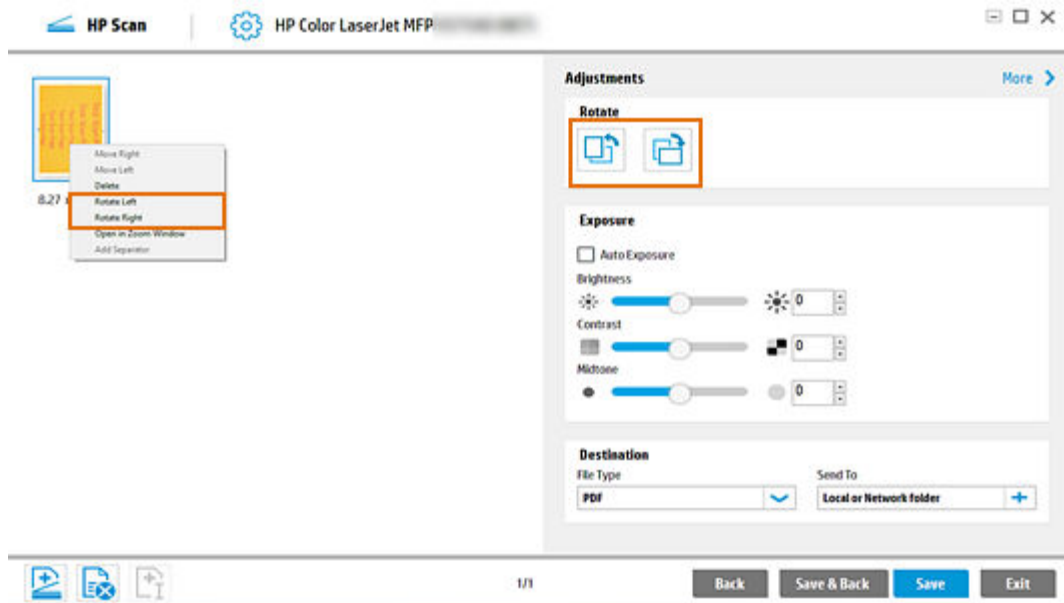 HP Scan
HP Color LaserJet MFP
Adjustments
More
Rotate
Move Right
Move Left
Delete
Rotate Left
Rotate Right
Open in Zoom Window
Add Separator
8.27
Exposure
Auto Exposure
Brightness
0
Contrast
0
Midtone
0
Destination
File Type
Send To
PDF
Local or Network folder
1/1
Back
Save & Back
Save
Exit